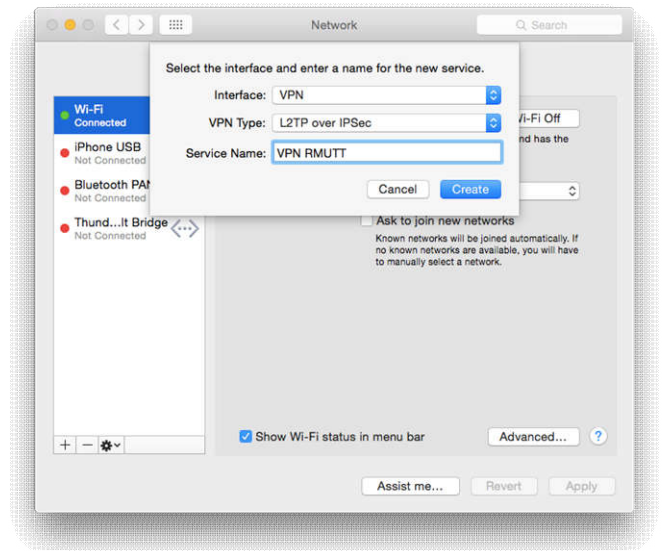 Network
Search
Select the interface and enter a name for the new service.
Interface: VPN
VPN Type: L2TP over IPSec
Service Name: VPN RMUTT
Cancel
Create
Wi-Fi
Connected
iPhone USB
Not Connected
Bluetooth PAN
Not Connected
Thund...lt Bridge
Not Connected
i-Fi Off
nd has the
Ask to join new networks
Known networks will be joined automatically. If
no known networks are available, you will have
to manually select a network.
Show Wi-Fi status in menu bar
Advanced...
?
Assist me...
Revert
Apply